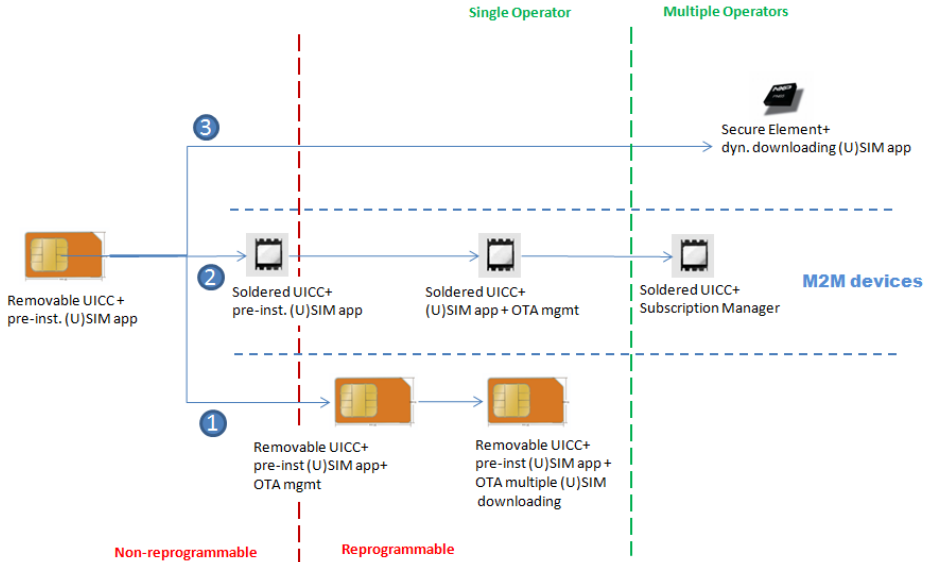 Single Operator
Multiple Operators
NXP
3
Secure Element+
dyn. downloading (U)SIM app
Removable UICC +
pre-inst. (U)SIM app
2
Soldered UICC+
pre-inst. (U)SIM app
Soldered UICC+
(U)SIM app + OTA mgmt
Soldered UICC+
Subscription Manager
M2M devices
1
Removable UICC+
pre-inst (U)SIM app+
OTA mgmt
Removable UICC+
pre-inst (U)SIM app +
OTA multiple (U)SIM
downloading
Non-reprogrammable
Reprogrammable